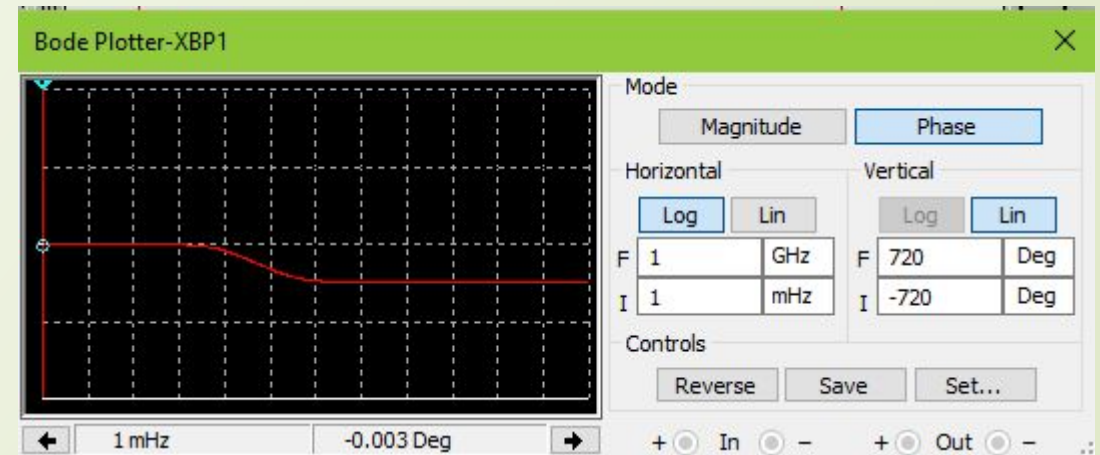 Bode Plotter-XBP1
Mode
Magnitude Phase
Horizontal Vertical
Log Lin Log Lin
F 1 GHz F 720 Deg
I 1 mHz I -720 Deg
Controls
Reverse Save Set...
1 mHz -0.003 Deg + In - + Out -